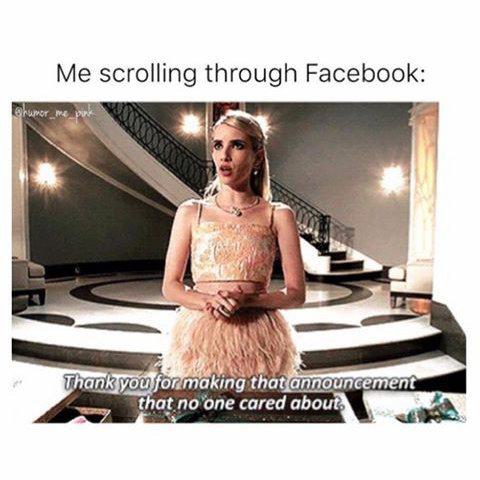 Me scrolling through Facebook:
@humor_me_pink
Thank you for making that announcement
that no one cared about.